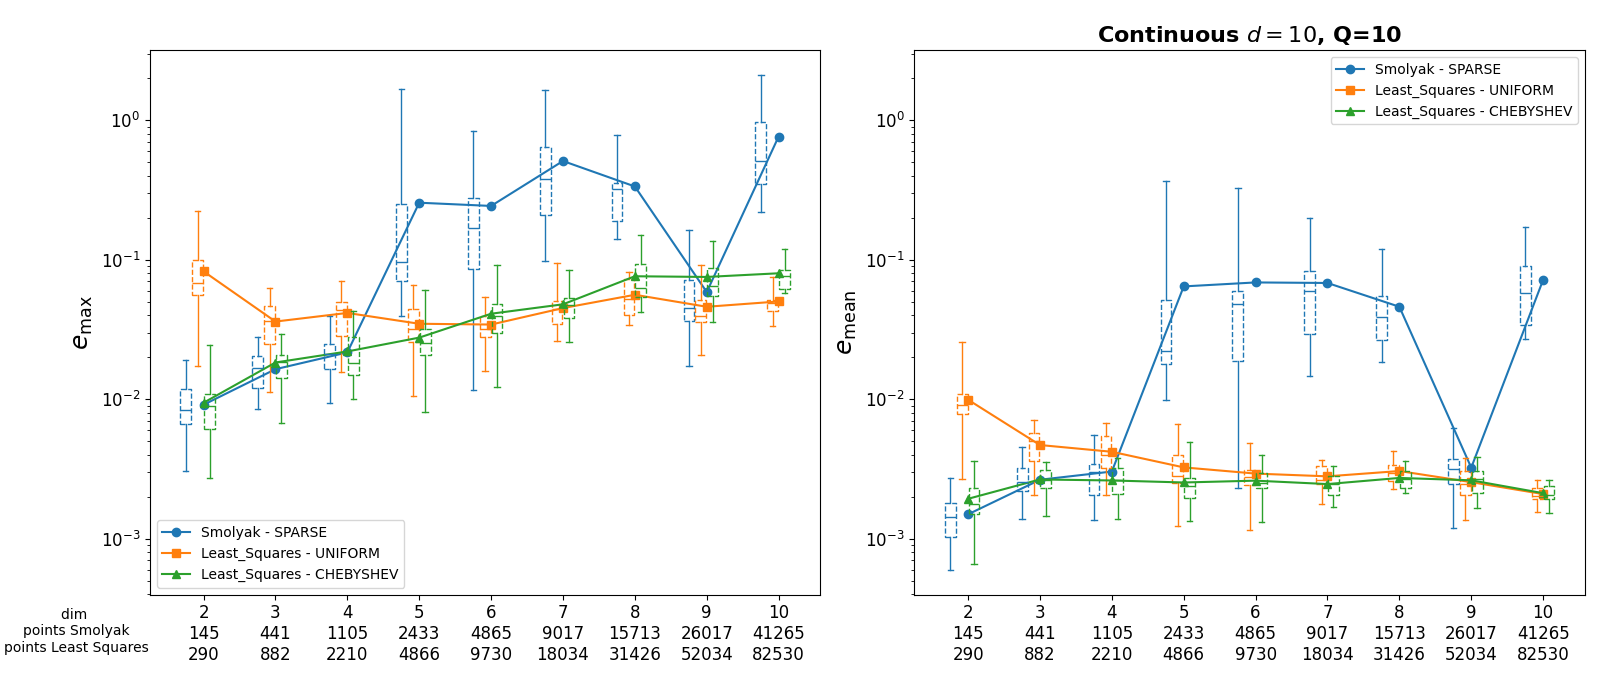 Continuous d = 10, Q=10
10⁰
10⁻¹
10⁻²
10⁻³
e_max
Smolyak - SPARSE
Least_Squares - UNIFORM
Least_Squares - CHEBYSHEV
dim
points Smolyak
points Least Squares
2 3 4 5 6 7 8 9 10
145 441 1105 2433 4865 9017 15713 26017 41265
290 882 2210 4866 9730 18034 31426 52034 82530
10⁰
10⁻¹
10⁻²
10⁻³
e_mean
Smolyak - SPARSE
Least_Squares - UNIFORM
Least_Squares - CHEBYSHEV
2 3 4 5 6 7 8 9 10
145 441 1105 2433 4865 9017 15713 26017 41265
290 882 2210 4866 9730 18034 31426 52034 82530